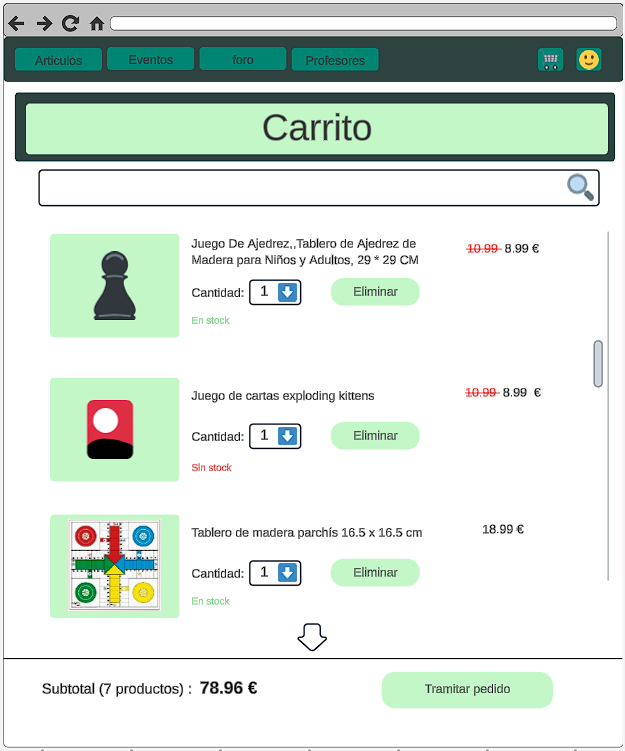 Articulos
Eventos
foro
Profesores
Carrito
Juego De Ajedrez,,Tablero de Ajedrez de
Madera para Niños y Adultos, 29 * 29 CM
10.99 8.99 €
Cantidad: 1
Eliminar
En stock
Juego de cartas exploding kittens
10.99 8.99 €
Cantidad: 1
Eliminar
Sin stock
Tablero de madera parchís 16.5 x 16.5 cm
18.99 €
Cantidad: 1
Eliminar
En stock
Subtotal (7 productos) : 78.96 €
Tramitar pedido